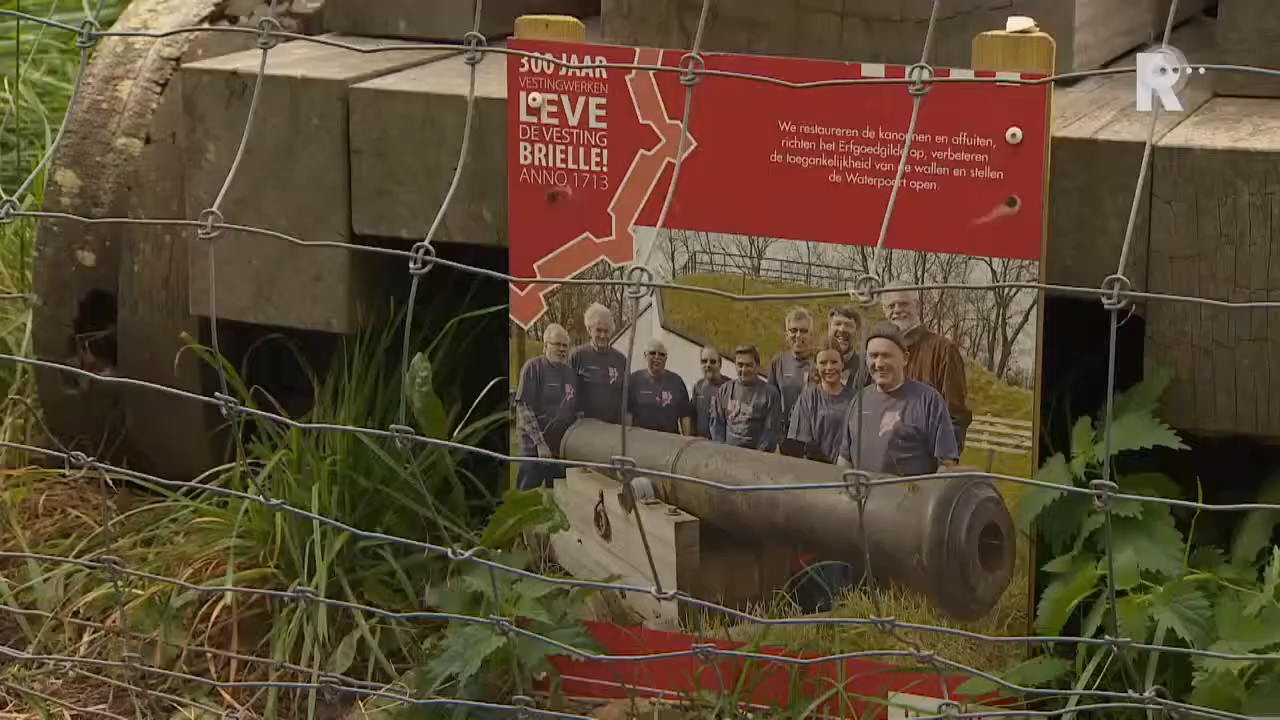 300 JAAR
VESTINGWERKEN
LEVE
DE VESTING
BRIELLE!
ANNO 1713
We restaureren de kanonnen en affuiten,
richten het Erfgoedgilde op, verbeteren
de toegankelijkheid van de wallen en stellen
de Waterpoort open.
R